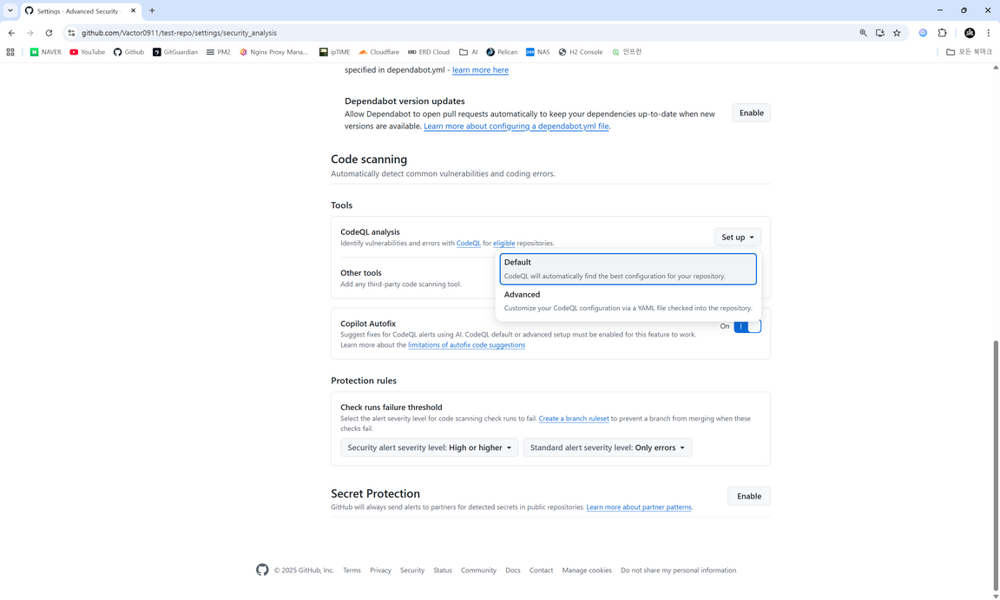 Settings · Advanced Security
github.com/Vactor0911/test-repo/settings/security_analysis
NAVER
YouTube
Github
GitGuardian
PM2
Nginx Proxy Mana...
ipTIME
Cloudflare
ERD Cloud
AI
Pelican
NAS
H2 Console
인프런
모든 북마크
specified in dependabot.yml - learn more here
Dependabot version updates
Allow Dependabot to open pull requests automatically to keep your dependencies up-to-date when new
versions are available. Learn more about configuring a dependabot.yml file.
Enable
Code scanning
Automatically detect common vulnerabilities and coding errors.
Tools
CodeQL analysis
Identify vulnerabilities and errors with CodeQL for eligible repositories.
Set up
Default
CodeQL will automatically find the best configuration for your repository.
Advanced
Customize your CodeQL configuration via a YAML file checked into the repository.
Other tools
Add any third-party code scanning tool.
Copilot Autofix
Suggest fixes for CodeQL alerts using AI. CodeQL default or advanced setup must be enabled for this feature to work.
Learn more about the limitations of autofix code suggestions
On
Protection rules
Check runs failure threshold
Select the alert severity level for code scanning check runs to fail. Create a branch ruleset to prevent a branch from merging when these
checks fail.
Security alert severity level: High or higher
Standard alert severity level: Only errors
Secret Protection
GitHub will always send alerts to partners for detected secrets in public repositories. Learn more about partner patterns.
Enable
© 2025 GitHub, Inc.
Terms
Privacy
Security
Status
Community
Docs
Contact
Manage cookies
Do not share my personal information